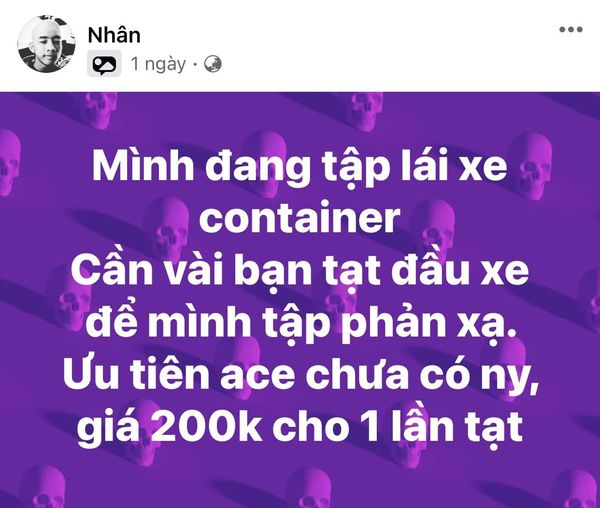 Nhân
1 ngày ·
Mình đang tập lái xe
container
Cần vài bạn tạt đầu xe
để mình tập phản xạ.
Ưu tiên ace chưa có ny,
giá 200k cho 1 lần tạt